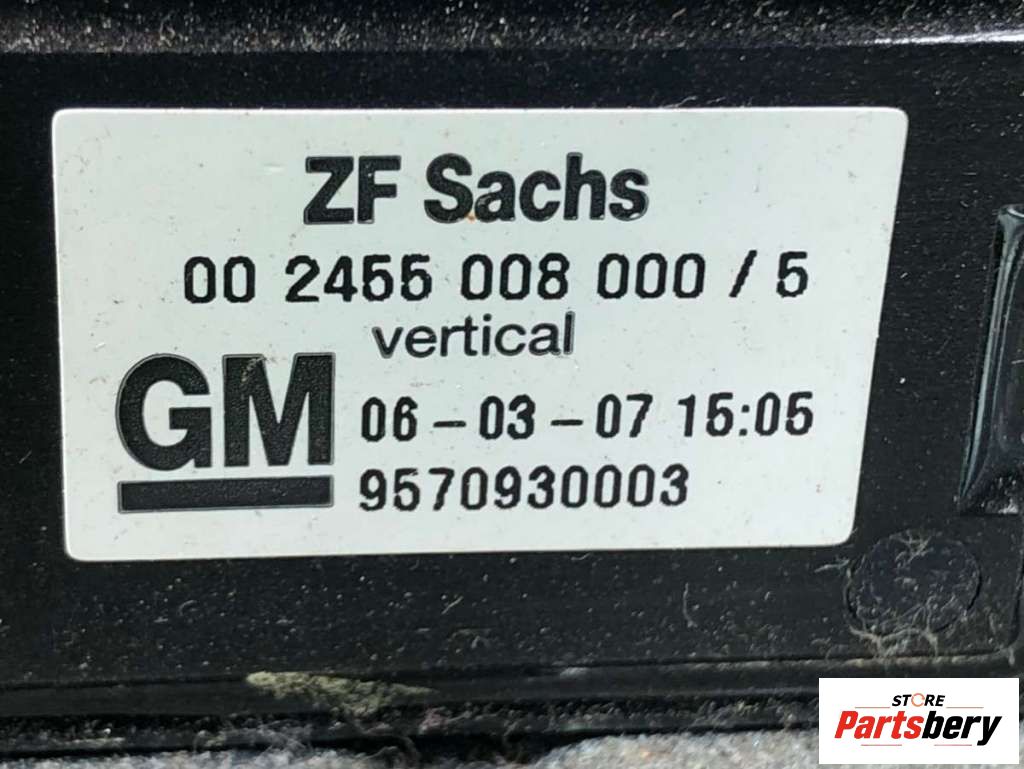 ZF Sachs
00 2455 008 000 / 5
vertical
GM
06 - 03 - 07 15:05
9570930003
STORE
Partsbery